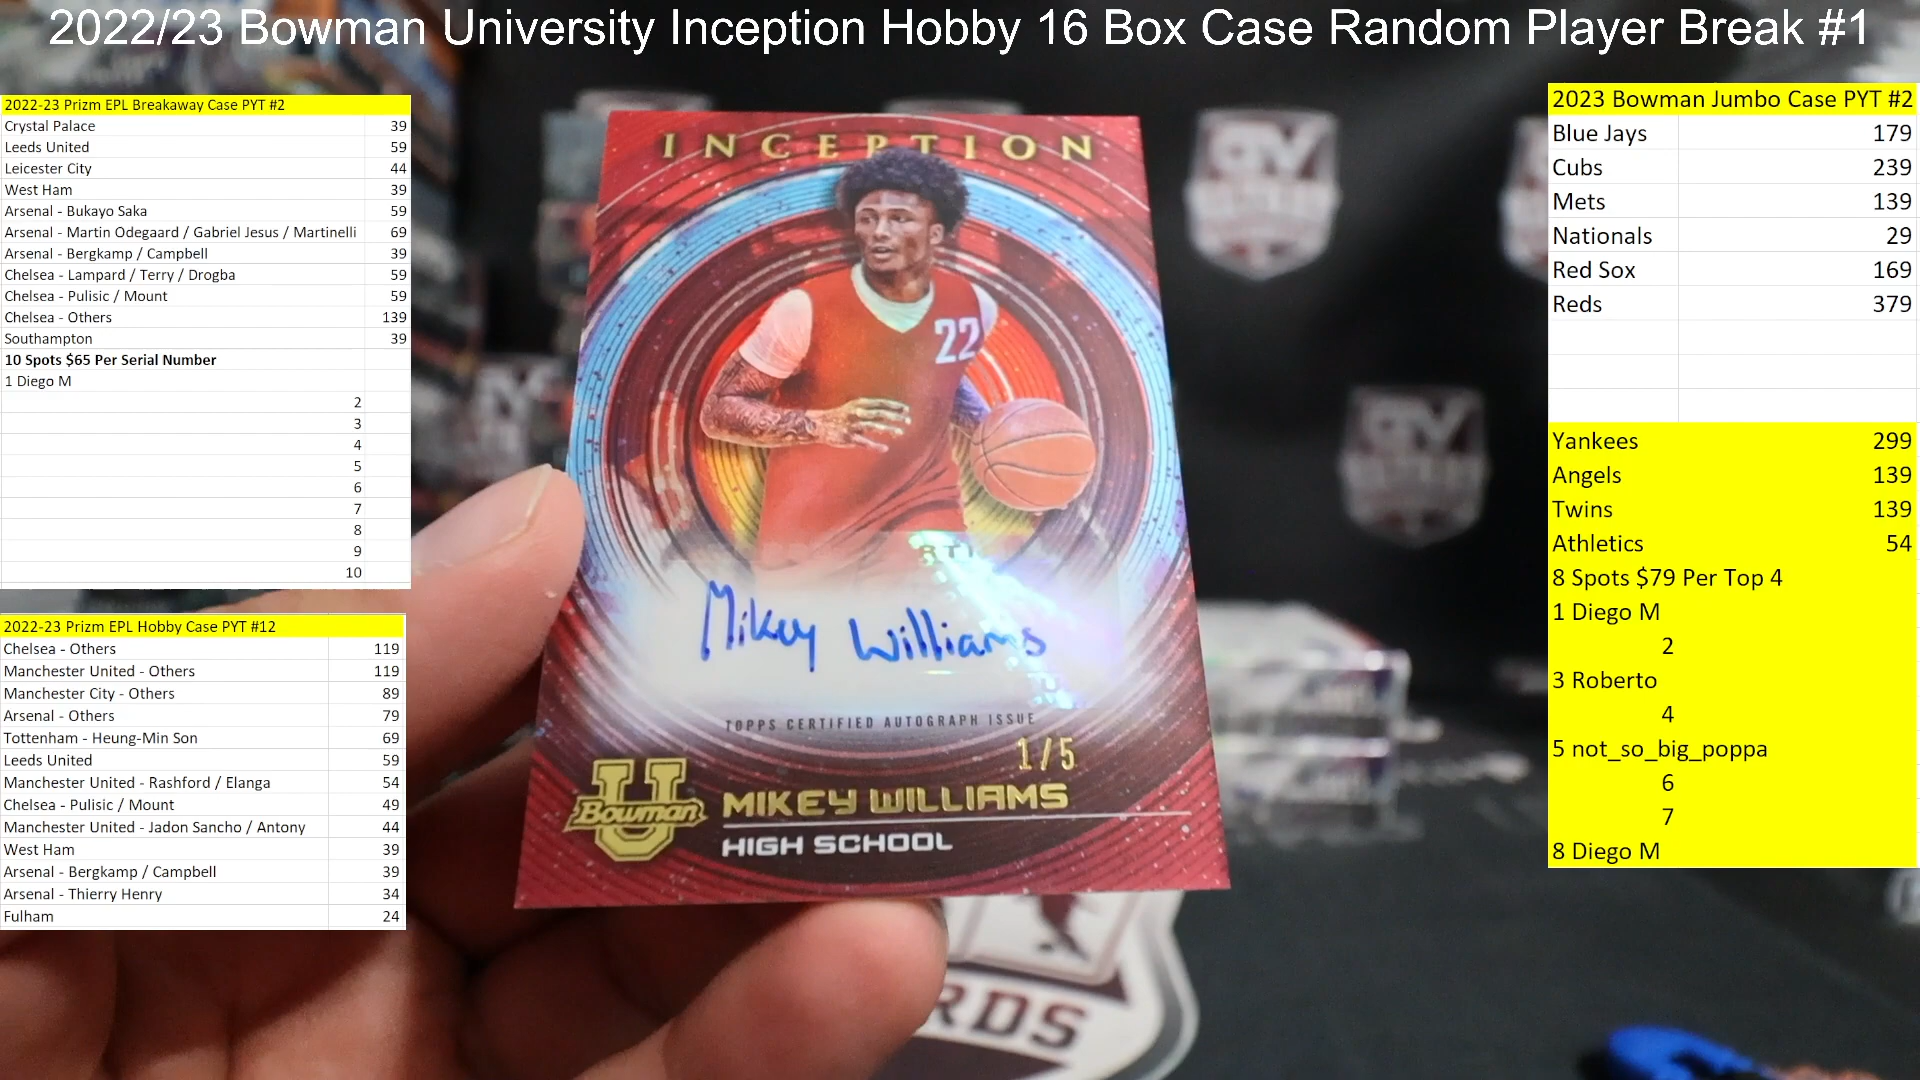 2022/23 Bowman University Inception Hobby 16 Box Case Random Player Break #1
2022-23 Prizm EPL Breakaway Case PYT #2
Crystal Palace 39
Leeds United 59
Leicester City 44
West Ham 39
Arsenal - Bukayo Saka 59
Arsenal - Martin Odegaard / Gabriel Jesus / Martinelli 69
Arsenal - Bergkamp / Campbell 39
Chelsea - Lampard / Terry / Drogba 59
Chelsea - Pulisic / Mount 59
Chelsea - Others 139
Southampton 39
10 Spots $65 Per Serial Number
1 Diego M
2
3
4
5
6
7
8
9
10
2022-23 Prizm EPL Hobby Case PYT #12
Chelsea - Others 119
Manchester United - Others 119
Manchester City - Others 89
Arsenal - Others 79
Tottenham - Heung-Min Son 69
Leeds United 59
Manchester United - Rashford / Elanga 54
Chelsea - Pulisic / Mount 49
Manchester United - Jadon Sancho / Antony 44
West Ham 39
Arsenal - Bergkamp / Campbell 39
Arsenal - Thierry Henry 34
Fulham 24
INCEPTION
22
Mikey Williams
TOPPS CERTIFIED AUTOGRAPH ISSUE
1/5
U
Bowman
MIKEY WILLIAMS
HIGH SCHOOL
2023 Bowman Jumbo Case PYT #2
Blue Jays 179
Cubs 239
Mets 139
Nationals 29
Red Sox 169
Reds 379
Yankees 299
Angels 139
Twins 139
Athletics 54
8 Spots $79 Per Top 4
1 Diego M
2
3 Roberto
4
5 not_so_big_poppa
6
7
8 Diego M